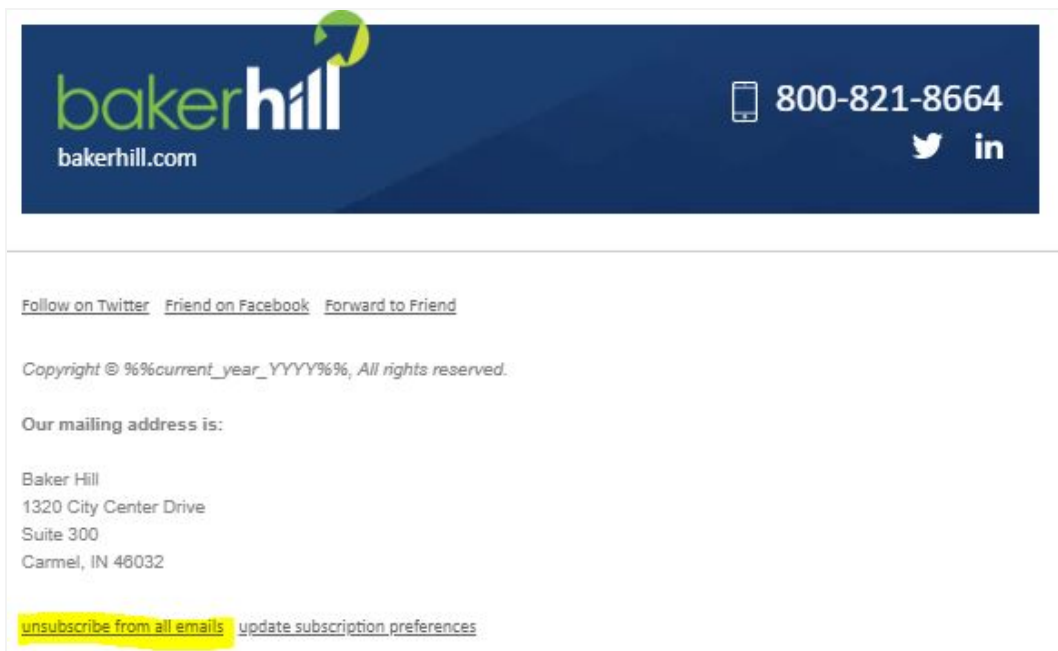 bakerhill
bakerhill.com
800-821-8664
in
Follow on Twitter Friend on Facebook Forward to Friend
Copyright © %%current_year_YYYY%%, All rights reserved.
Our mailing address is:
Baker Hill
1320 City Center Drive
Suite 300
Carmel, IN 46032
unsubscribe from all emails update subscription preferences